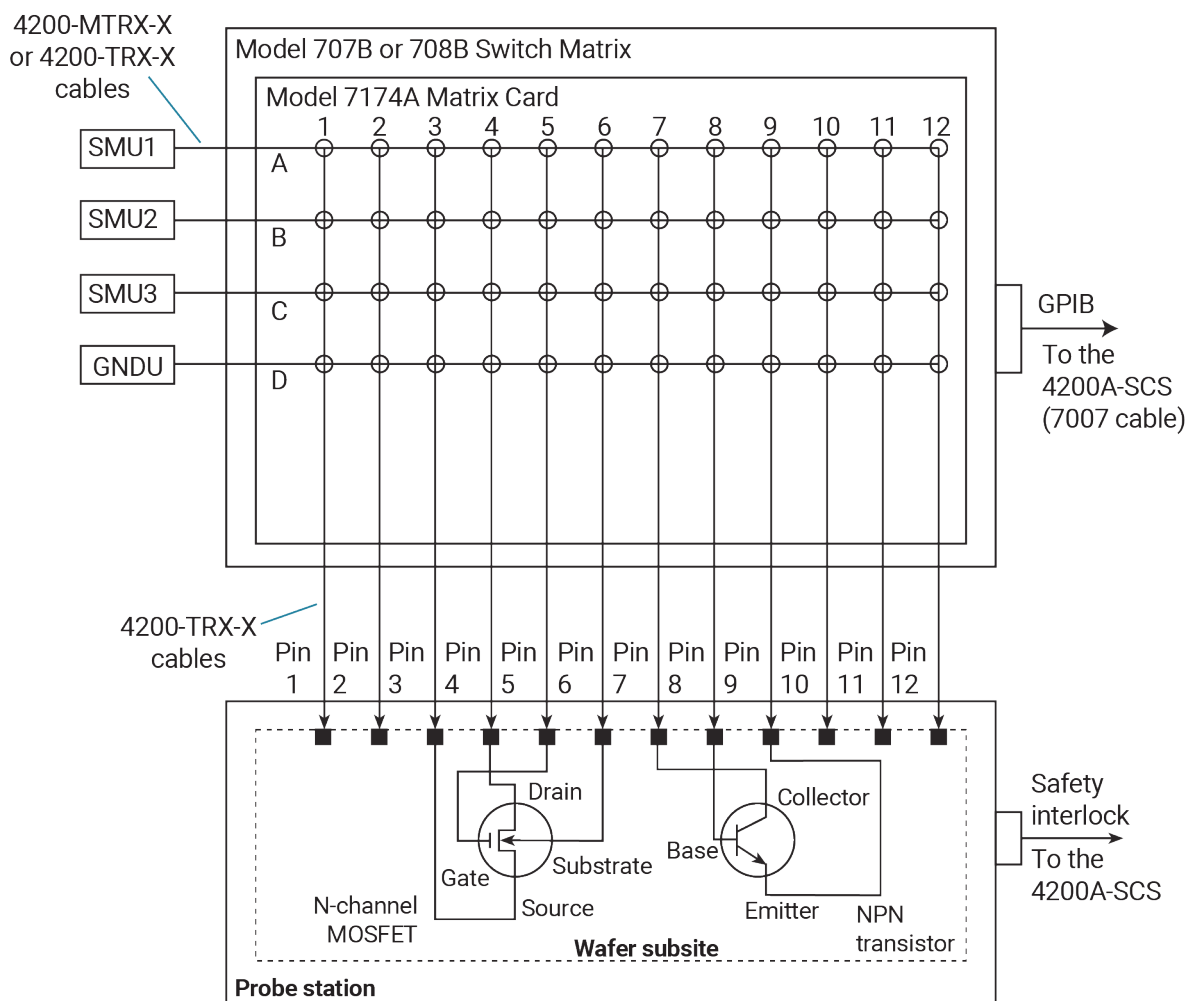 4200-MTRX-X
or 4200-TRX-X
cables
Model 707B or 708B Switch Matrix
Model 7174A Matrix Card
1 2 3 4 5 6 7 8 9 10 11 12
SMU1
A
SMU2
B
SMU3
C
GNDU
D
GPIB
To the
4200A-SCS
(7007 cable)
4200-TRX-X
cables
Pin Pin Pin Pin Pin Pin Pin Pin Pin Pin Pin Pin
1 2 3 4 5 6 7 8 9 10 11 12
Drain
Gate
Substrate
Source
N-channel
MOSFET
Collector
Base
Emitter
NPN
transistor
Wafer subsite
Probe station
Safety
interlock
To the
4200A-SCS